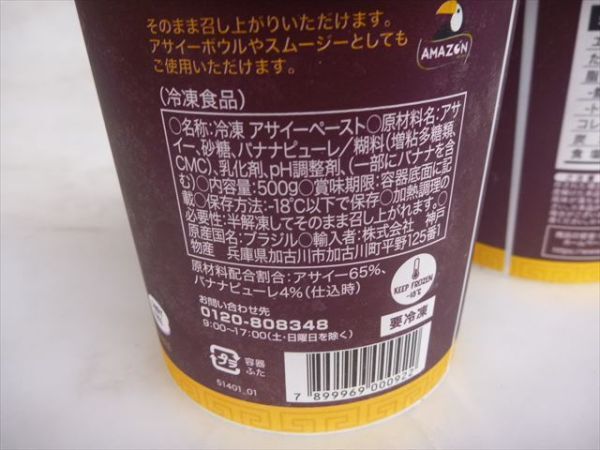 そのまま召し上がりいただけます。
アサイーボウルやスムージーとしても
ご使用いただけます。
AMAZON
(冷凍食品)
○名称:冷凍 アサイーペースト○原材料名:アサ
イー、砂糖、バナナピューレ/糊料(増粘多糖類、
CMC)、乳化剤、pH調整剤、(一部にバナナを含
む)○内容量:500g○賞味期限:容器底面に記
載○保存方法:-18℃以下で保存○加熱調理の
必要性:半解凍してそのまま召し上がれます。○
原産国名:ブラジル○輸入者:株式会社 神戸
物産 兵庫県加古川市加古川町平野125番1
原材料配合割合:アサイー65%、
バナナピューレ4%(仕込時)
KEEP FROZEN
-18℃
お問い合わせ先
0120-808348
9:00~17:00(土・日曜日を除く)
要冷凍
プラ
容器
ふた
51401_01
7 899969 000922